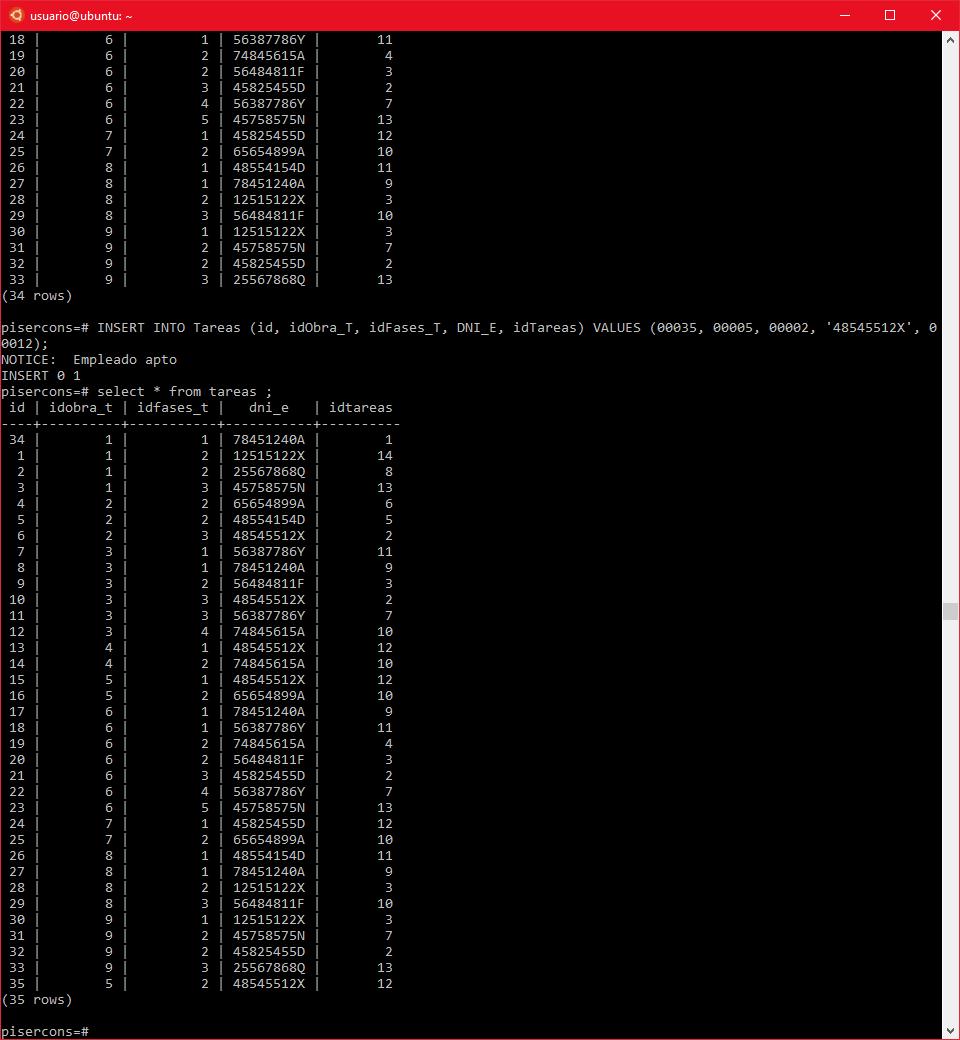 usuario@ubuntu: ~
18 |        6 |         1 | 56387786Y |       11
19 |        6 |         2 | 74845615A |        4
20 |        6 |         2 | 56484811F |        3
21 |        6 |         3 | 45825455D |        2
22 |        6 |         4 | 56387786Y |        7
23 |        6 |         5 | 45758575N |       13
24 |        7 |         1 | 45825455D |       12
25 |        7 |         2 | 65654899A |       10
26 |        8 |         1 | 48554154D |       11
27 |        8 |         1 | 78451240A |        9
28 |        8 |         2 | 12515122X |        3
29 |        8 |         3 | 56484811F |       10
30 |        9 |         1 | 12515122X |        3
31 |        9 |         2 | 45758575N |        7
32 |        9 |         2 | 45825455D |        2
33 |        9 |         3 | 25567868Q |       13
(34 rows)
pisercons=# INSERT INTO Tareas (id, idObra_T, idFases_T, DNI_E, idTareas) VALUES (00035, 00005, 00002, '48545512X', 0
0012);
NOTICE:  Empleado apto
INSERT 0 1
pisercons=# select * from tareas ;
 id | idobra_t | idfases_t |   dni_e   | idtareas
----+----------+-----------+-----------+----------
 34 |        1 |         1 | 78451240A |        1
  1 |        1 |         2 | 12515122X |       14
  2 |        1 |         2 | 25567868Q |        8
  3 |        1 |         3 | 45758575N |       13
  4 |        2 |         2 | 65654899A |        6
  5 |        2 |         2 | 48554154D |        5
  6 |        2 |         3 | 48545512X |        2
  7 |        3 |         1 | 56387786Y |       11
  8 |        3 |         1 | 78451240A |        9
  9 |        3 |         2 | 56484811F |        3
 10 |        3 |         3 | 48545512X |        2
 11 |        3 |         3 | 56387786Y |        7
 12 |        3 |         4 | 74845615A |       10
 13 |        4 |         1 | 48545512X |       12
 14 |        4 |         2 | 74845615A |       10
 15 |        5 |         1 | 48545512X |       12
 16 |        5 |         2 | 65654899A |       10
 17 |        6 |         1 | 78451240A |        9
 18 |        6 |         1 | 56387786Y |       11
 19 |        6 |         2 | 74845615A |        4
 20 |        6 |         2 | 56484811F |        3
 21 |        6 |         3 | 45825455D |        2
 22 |        6 |         4 | 56387786Y |        7
 23 |        6 |         5 | 45758575N |       13
 24 |        7 |         1 | 45825455D |       12
 25 |        7 |         2 | 65654899A |       10
 26 |        8 |         1 | 48554154D |       11
 27 |        8 |         1 | 78451240A |        9
 28 |        8 |         2 | 12515122X |        3
 29 |        8 |         3 | 56484811F |       10
 30 |        9 |         1 | 12515122X |        3
 31 |        9 |         2 | 45758575N |        7
 32 |        9 |         2 | 45825455D |        2
 33 |        9 |         3 | 25567868Q |       13
 35 |        5 |         2 | 48545512X |       12
(35 rows)
pisercons=#